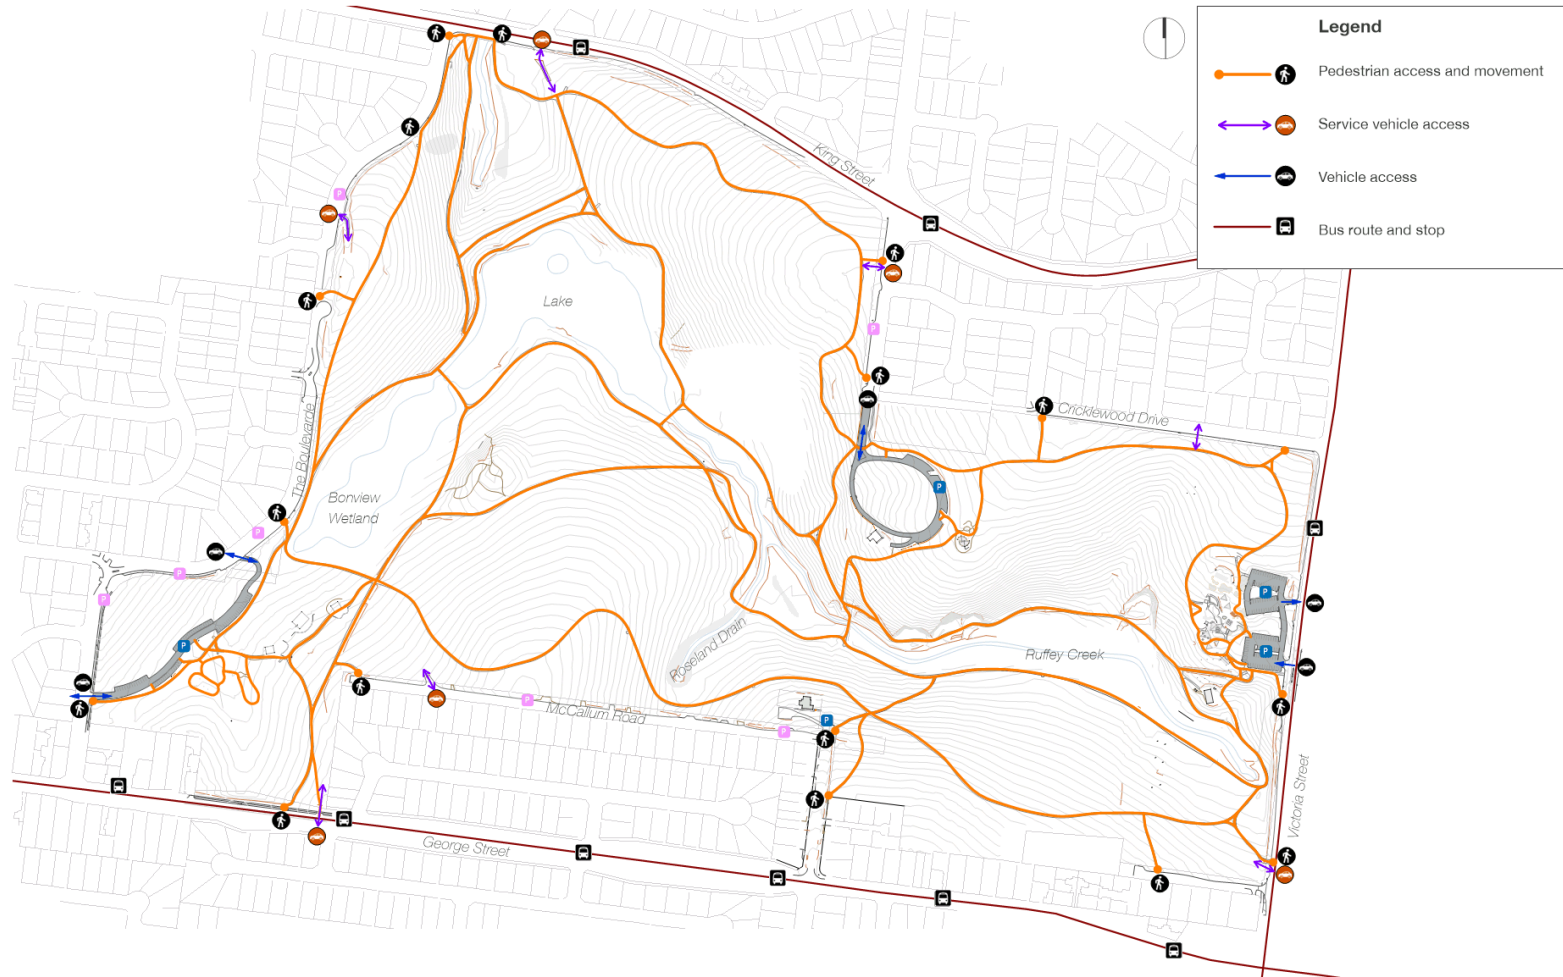 Legend
Pedestrian access and movement
Service vehicle access
Vehicle access
Bus route and stop
King Street
P
Lake
P
Cricklewood Drive
The Boulevarde
P
Bonview
Wetland
P
P
P
P
P
Roseland Drain
Ruffey Creek
P
P
P
McCallum Road
P
P
Victoria Street
George Street